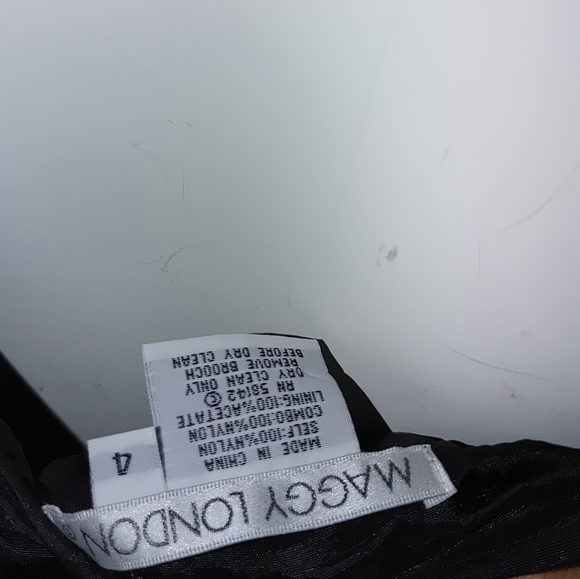 MAGGY LONDON®
4
MADE IN CHINA
SELF:100%NYLON
COMBO:100%NYLON
LINING:100%ACETATE
RN 58142 ©
DRY CLEAN ONLY
REMOVE BROOCH
BEFORE DRY CLEAN